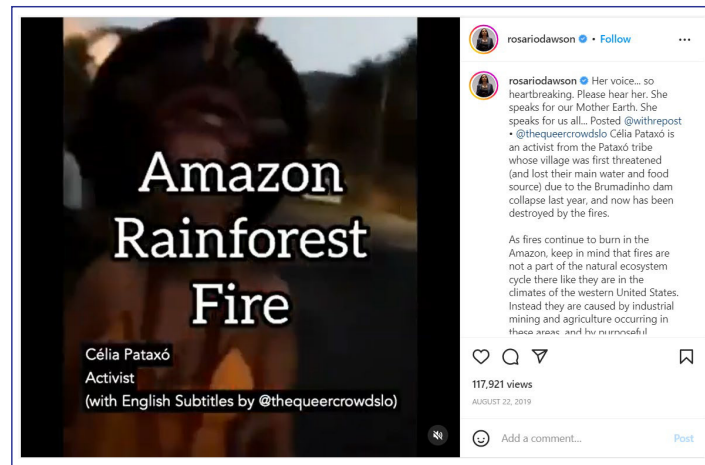 Amazon
Rainforest
Fire
Célia Pataxó
Activist
(with English Subtitles by @thequeercrowdslo)
rosariodawson • Follow
rosariodawson Her voice... so
heartbreaking. Please hear her. She
speaks for our Mother Earth. She
speaks for us all... Posted @withrepost
• @thequeercrowdslo Célia Pataxó is
an activist from the Pataxó tribe
whose village was first threatened
(and lost their main water and food
source) due to the Brumadinho dam
collapse last year, and now has been
destroyed by the fires.
As fires continue to burn in the
Amazon, keep in mind that fires are
not a part of the natural ecosystem
cycle there like they are in the
climates of the western United States.
Instead they are caused by industrial
mining and agriculture occurring in
these areas, and by purposeful
117,921 views
AUGUST 22, 2019
Add a comment...
Post